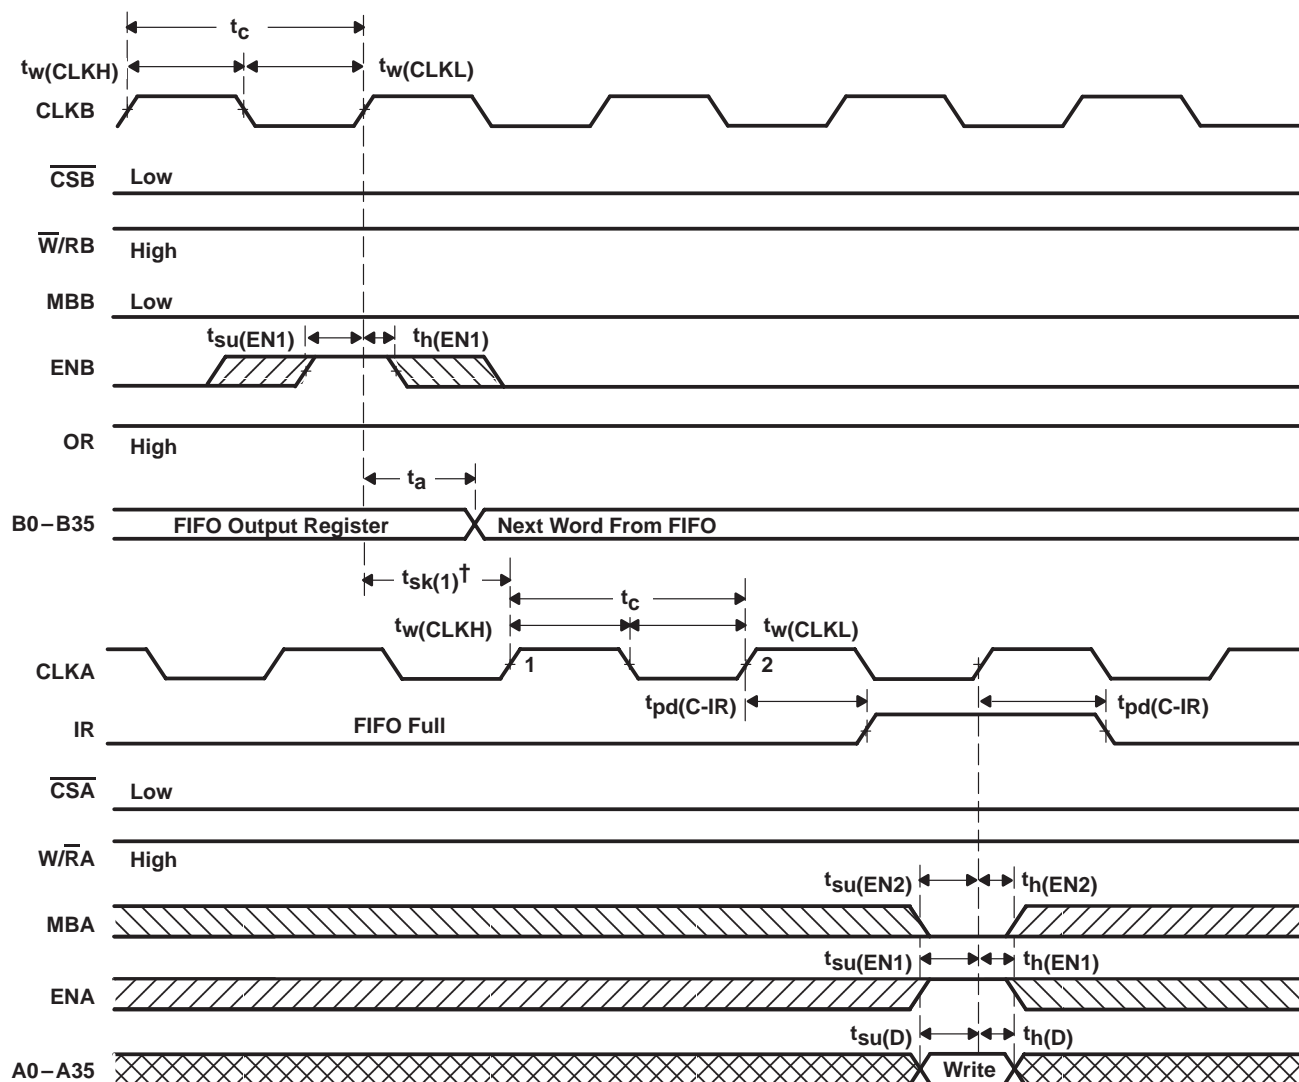 tc
tw(CLKH) tw(CLKL)
CLKB
CSB Low
W/RB High
MBB Low
tsu(EN1) th(EN1)
ENB
OR High
ta
B0–B35 FIFO Output Register Next Word From FIFO
tsk(1)†
tc
tw(CLKH) tw(CLKL)
CLKA 1 2
tpd(C-IR) tpd(C-IR)
IR FIFO Full
CSA Low
W/RA High
tsu(EN2) th(EN2)
MBA
tsu(EN1) th(EN1)
ENA
tsu(D) th(D)
A0–A35 Write